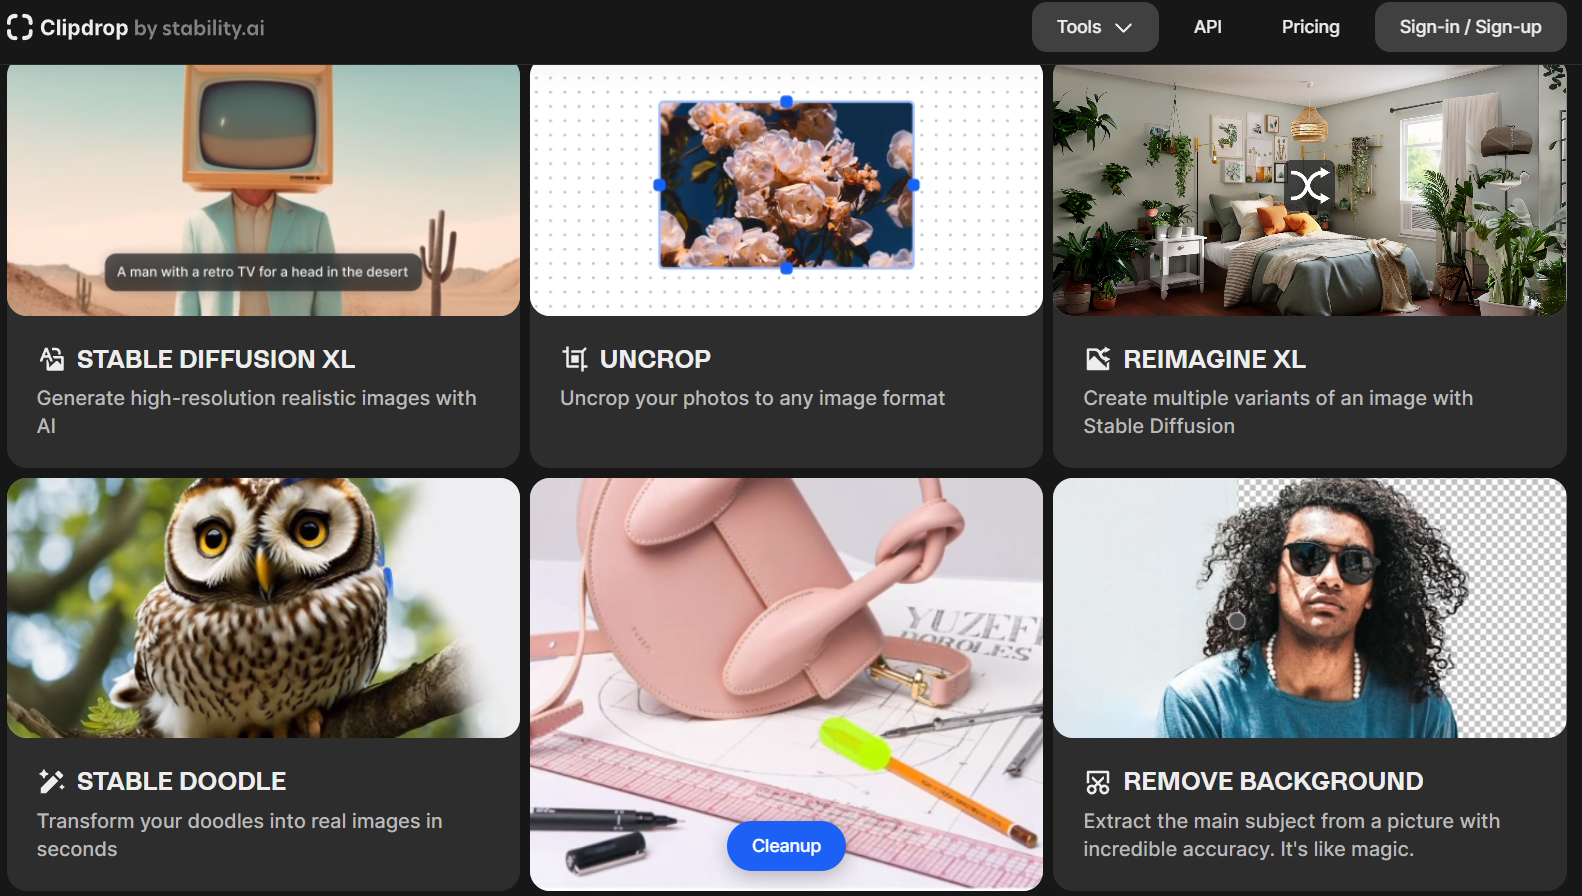 Clipdrop by stability.ai
Tools
API
Pricing
Sign-in / Sign-up
A man with a retro TV for a head in the desert
STABLE DIFFUSION XL
Generate high-resolution realistic images with
AI
UNCROP
Uncrop your photos to any image format
REIMAGINE XL
Create multiple variants of an image with
Stable Diffusion
STABLE DOODLE
Transform your doodles into real images in
seconds
YUZEFI
Cleanup
REMOVE BACKGROUND
Extract the main subject from a picture with
incredible accuracy. It's like magic.